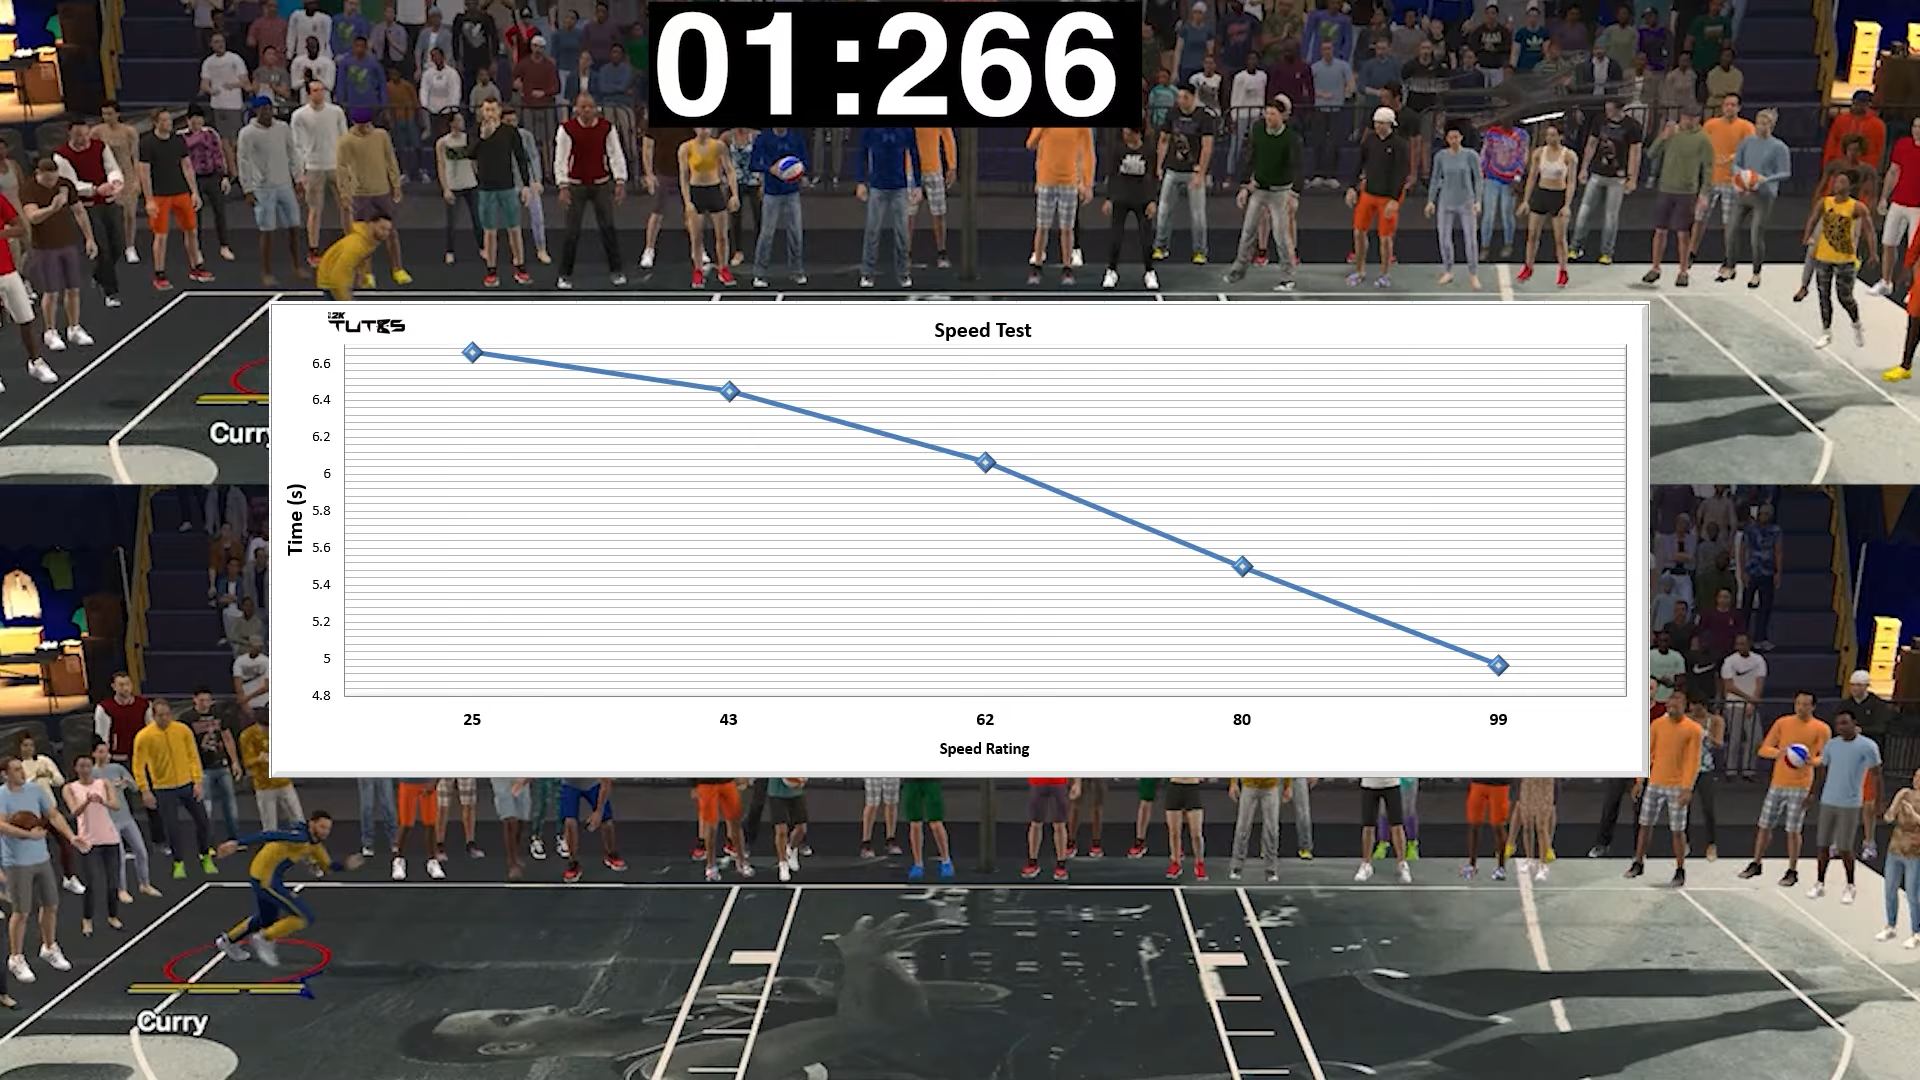 01:266
2K
TUTES
Speed Test
6.6
6.4
6.2
6
5.8
5.6
5.4
5.2
5
4.8
Time (s)
25 43 62 80 99
Speed Rating
Curry
Curry